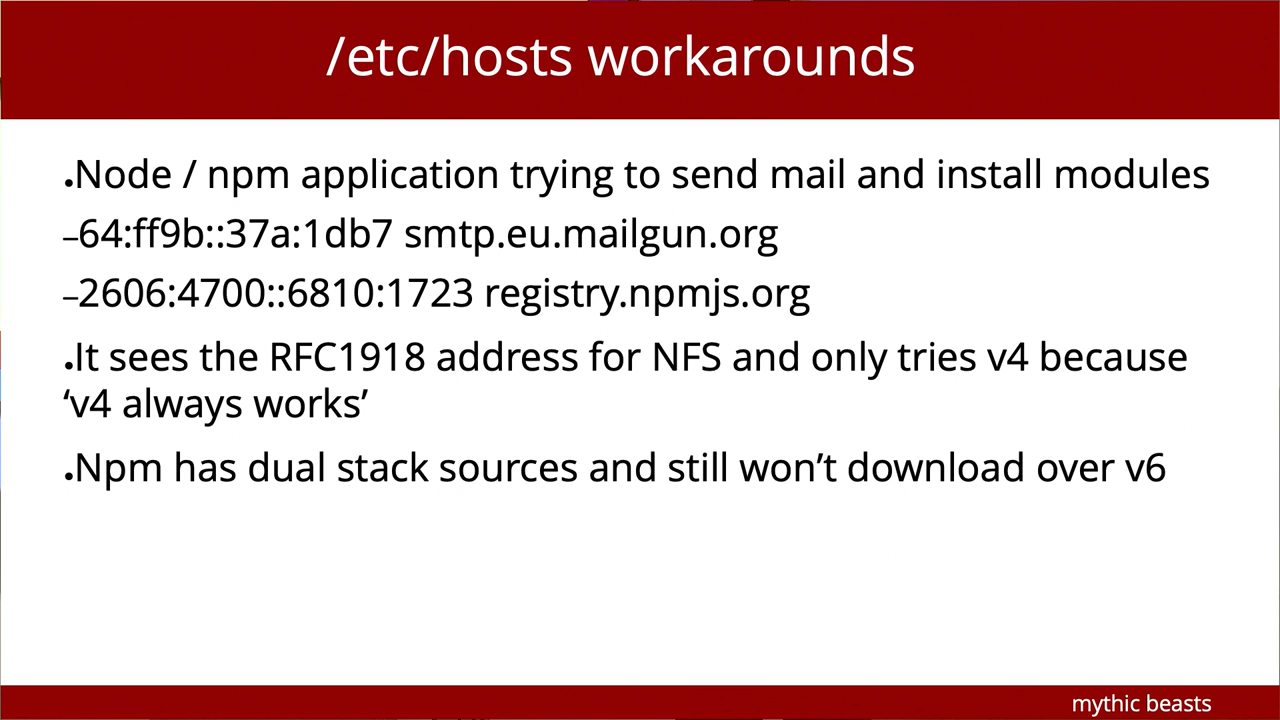 /etc/hosts workarounds
.Node / npm application trying to send mail and install modules
–64:ff9b::37a:1db7 smtp.eu.mailgun.org
–2606:4700::6810:1723 registry.npmjs.org
.It sees the RFC1918 address for NFS and only tries v4 because
‘v4 always works’
.Npm has dual stack sources and still won’t download over v6
mythic beasts